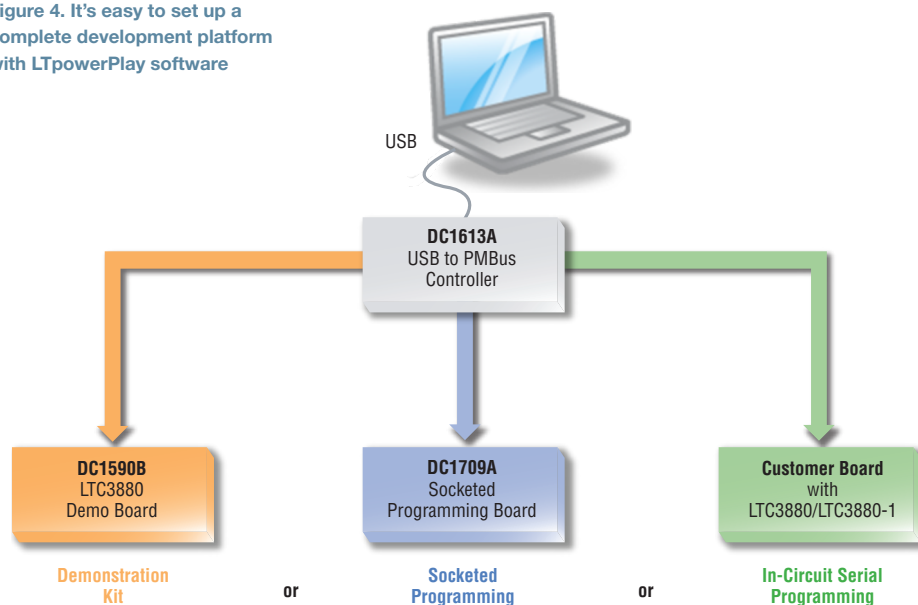 igure 4. It's easy to set up a
omplete development platform
with LTpowerPlay software
USB
DC1613A
USB to PMBus
Controller
DC1590B
LTC3880
Demo Board
DC1709A
Socketed
Programming Board
Customer Board
with
LTC3880/LTC3880-1
Demonstration
Kit
or
Socketed
Programming
or
In-Circuit Serial
Programming